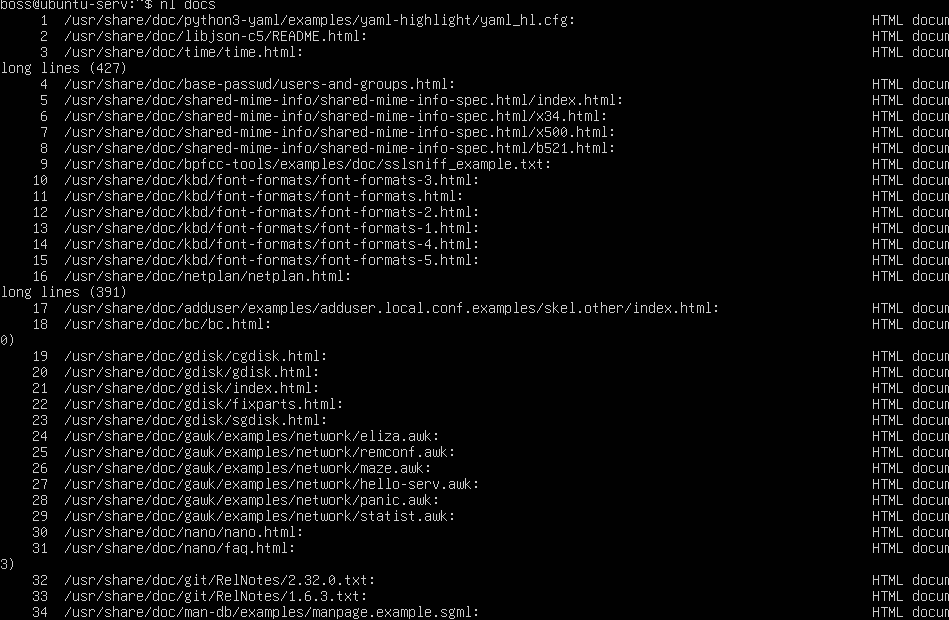 boss@ubuntu-serv:~$ nl docs
1 /usr/share/doc/python3-yaml/examples/yaml-highlight/yaml_hl.cfg: HTML docum
2 /usr/share/doc/libjson-c5/README.html: HTML docum
3 /usr/share/doc/time/time.html: HTML docum
long lines (427)
4 /usr/share/doc/base-passwd/users-and-groups.html: HTML docum
5 /usr/share/doc/shared-mime-info/shared-mime-info-spec.html/index.html: HTML docum
6 /usr/share/doc/shared-mime-info/shared-mime-info-spec.html/x34.html: HTML docum
7 /usr/share/doc/shared-mime-info/shared-mime-info-spec.html/x500.html: HTML docum
8 /usr/share/doc/shared-mime-info/shared-mime-info-spec.html/b521.html: HTML docum
9 /usr/share/doc/bpfcc-tools/examples/doc/sslsniff_example.txt: HTML docum
10 /usr/share/doc/kbd/font-formats/font-formats-3.html: HTML docum
11 /usr/share/doc/kbd/font-formats/font-formats.html: HTML docum
12 /usr/share/doc/kbd/font-formats/font-formats-2.html: HTML docum
13 /usr/share/doc/kbd/font-formats/font-formats-1.html: HTML docum
14 /usr/share/doc/kbd/font-formats/font-formats-4.html: HTML docum
15 /usr/share/doc/kbd/font-formats/font-formats-5.html: HTML docum
16 /usr/share/doc/netplan/netplan.html: HTML docum
long lines (391)
17 /usr/share/doc/adduser/examples/adduser.local.conf.examples/skel.other/index.html: HTML docum
18 /usr/share/doc/bc/bc.html: HTML docum
0)
19 /usr/share/doc/gdisk/cgdisk.html: HTML docum
20 /usr/share/doc/gdisk/gdisk.html: HTML docum
21 /usr/share/doc/gdisk/index.html: HTML docum
22 /usr/share/doc/gdisk/fixparts.html: HTML docum
23 /usr/share/doc/gdisk/sgdisk.html: HTML docum
24 /usr/share/doc/gawk/examples/network/eliza.awk: HTML docum
25 /usr/share/doc/gawk/examples/network/remconf.awk: HTML docum
26 /usr/share/doc/gawk/examples/network/maze.awk: HTML docum
27 /usr/share/doc/gawk/examples/network/hello-serv.awk: HTML docum
28 /usr/share/doc/gawk/examples/network/panic.awk: HTML docum
29 /usr/share/doc/gawk/examples/network/statist.awk: HTML docum
30 /usr/share/doc/nano/nano.html: HTML docum
31 /usr/share/doc/nano/faq.html: HTML docum
3)
32 /usr/share/doc/git/RelNotes/2.32.0.txt: HTML docum
33 /usr/share/doc/git/RelNotes/1.6.3.txt: HTML docum
34 /usr/share/doc/man-db/examples/manpage.example.sgml: HTML docum